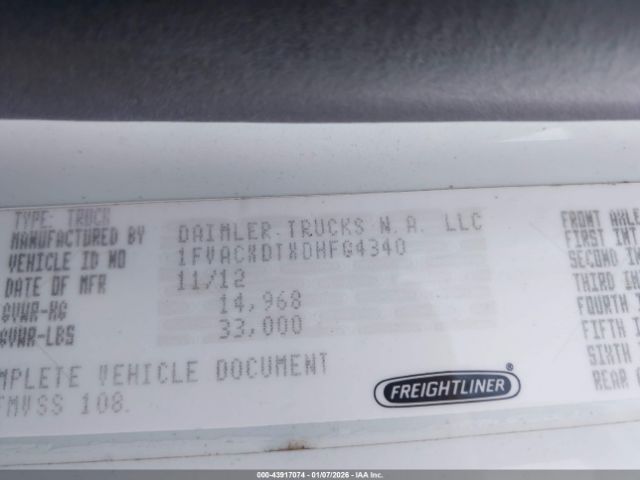 TYPE: TRUCK
MANUFACTURED BY DAIMLER TRUCKS N.A. LLC
VEHICLE ID NO 1FVACXDTXDHFG4340
DATE OF MFR 11/12
GVWR-KG 14,968
GVWR-LBS 33,000
MPLETE VEHICLE DOCUMENT
FMVSS 108.
FREIGHTLINER
FRONT AXLE
FIRST INT
SECOND IN
THIRD IN
FOURTH
FIFTH
SIXTH
REAR
000-43917074 | 01/07/2026 | IAA Inc.